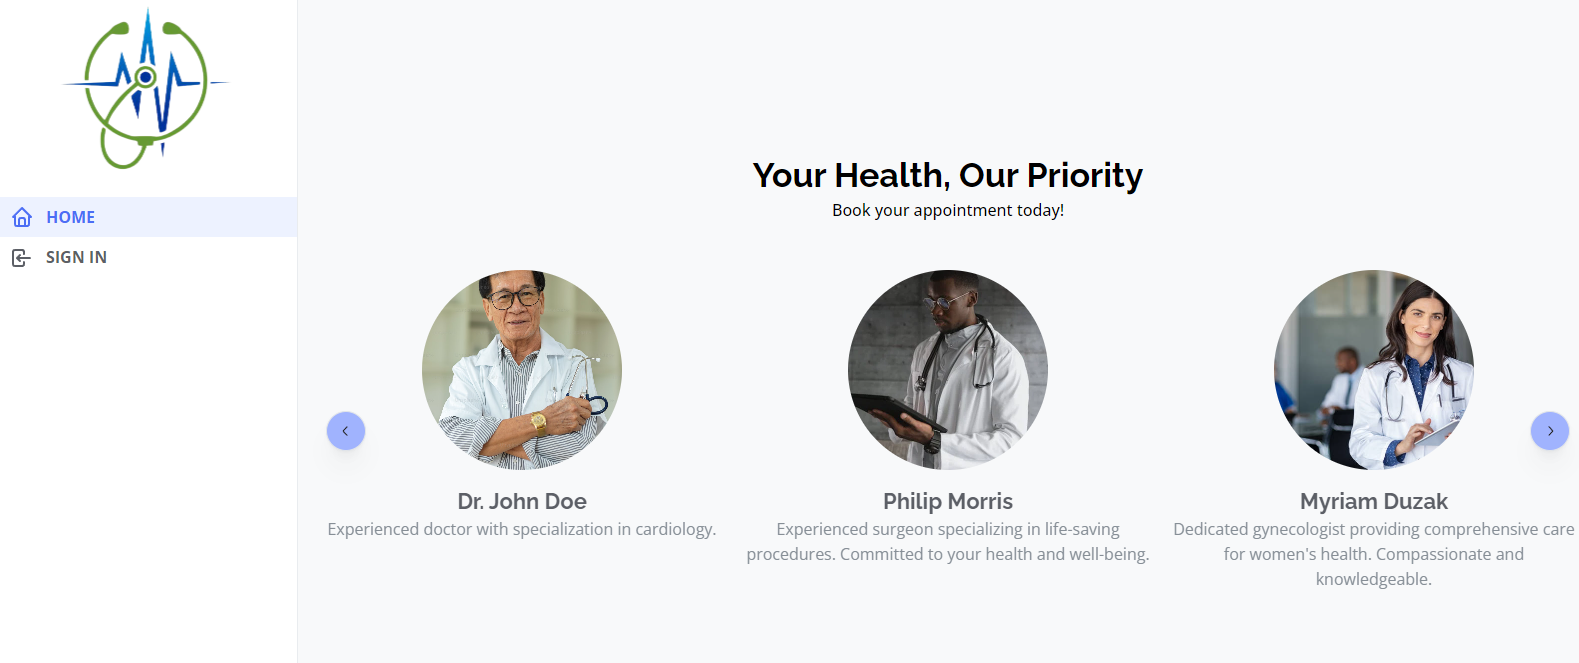 HOME
SIGN IN
Your Health, Our Priority
Book your appointment today!
Dr. John Doe
Experienced doctor with specialization in cardiology.
Philip Morris
Experienced surgeon specializing in life-saving
procedures. Committed to your health and well-being.
Myriam Duzak
Dedicated gynecologist providing comprehensive care
for women's health. Compassionate and
knowledgeable.